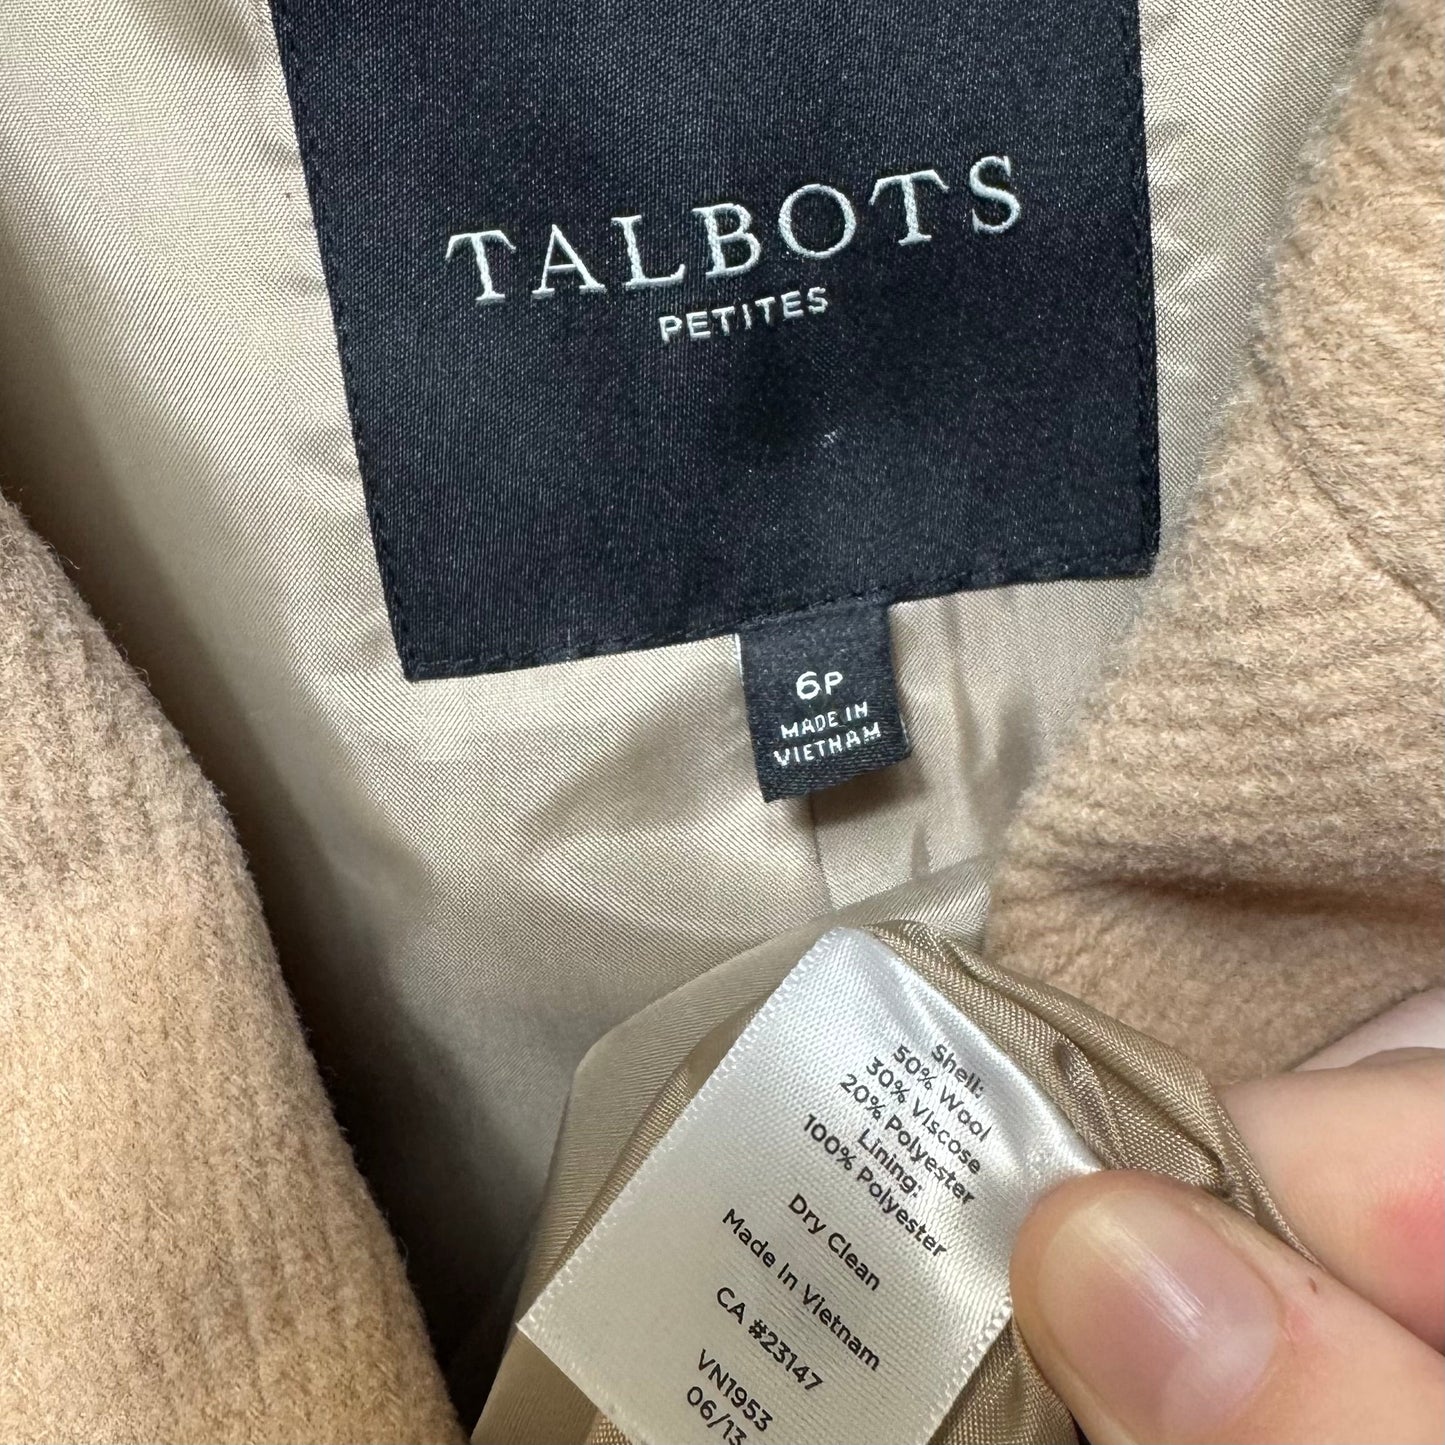 TALBOTS
PETITES
6P
MADE IN
VIETNAM
Shell:
50% Wool
30% Viscose
20% Polyester
Lining:
100% Polyester
Dry Clean
Made In Vietnam
CA #23147
VN1953
06/13